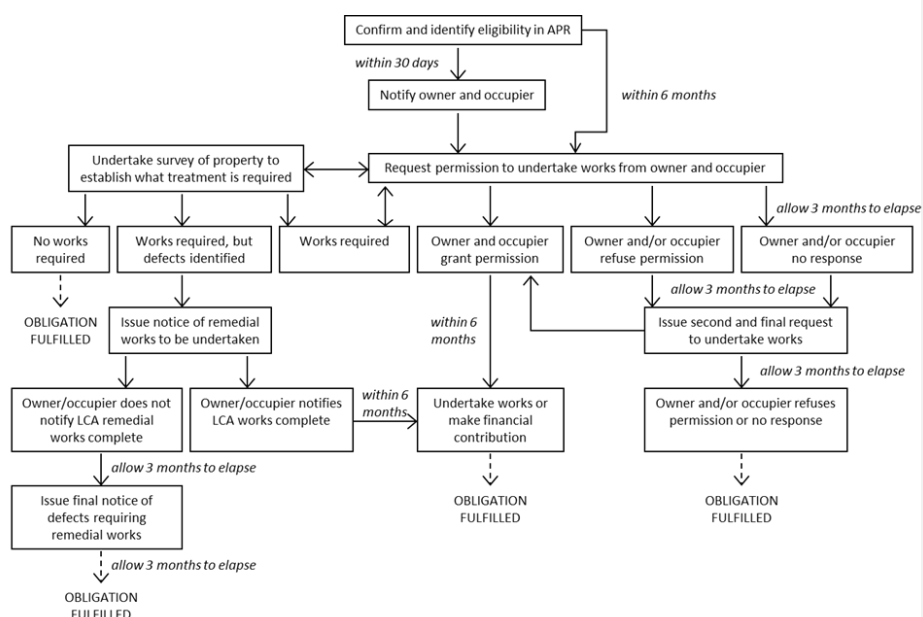 Confirm and identify eligibility in APR
within 30 days
Notify owner and occupier
within 6 months
Undertake survey of property to
establish what treatment is required
Request permission to undertake works from owner and occupier
allow 3 months to elapse
No works
required
Works required, but
defects identified
Works required
Owner and occupier
grant permission
Owner and/or occupier
refuse permission
Owner and/or occupier
no response
allow 3 months to elapse
OBLIGATION
FULFILLED
Issue notice of remedial
works to be undertaken
within 6
months
Issue second and final request
to undertake works
allow 3 months to elapse
Owner/occupier does not
notify LCA remedial
works complete
Owner/occupier notifies
LCA works complete
within 6
months
Undertake works or
make financial
contribution
Owner and/or occupier refuses
permission or no response
allow 3 months to elapse
Issue final notice of
defects requiring
remedial works
OBLIGATION
FULFILLED
OBLIGATION
FULFILLED
allow 3 months to elapse
OBLIGATION
FULFILLED